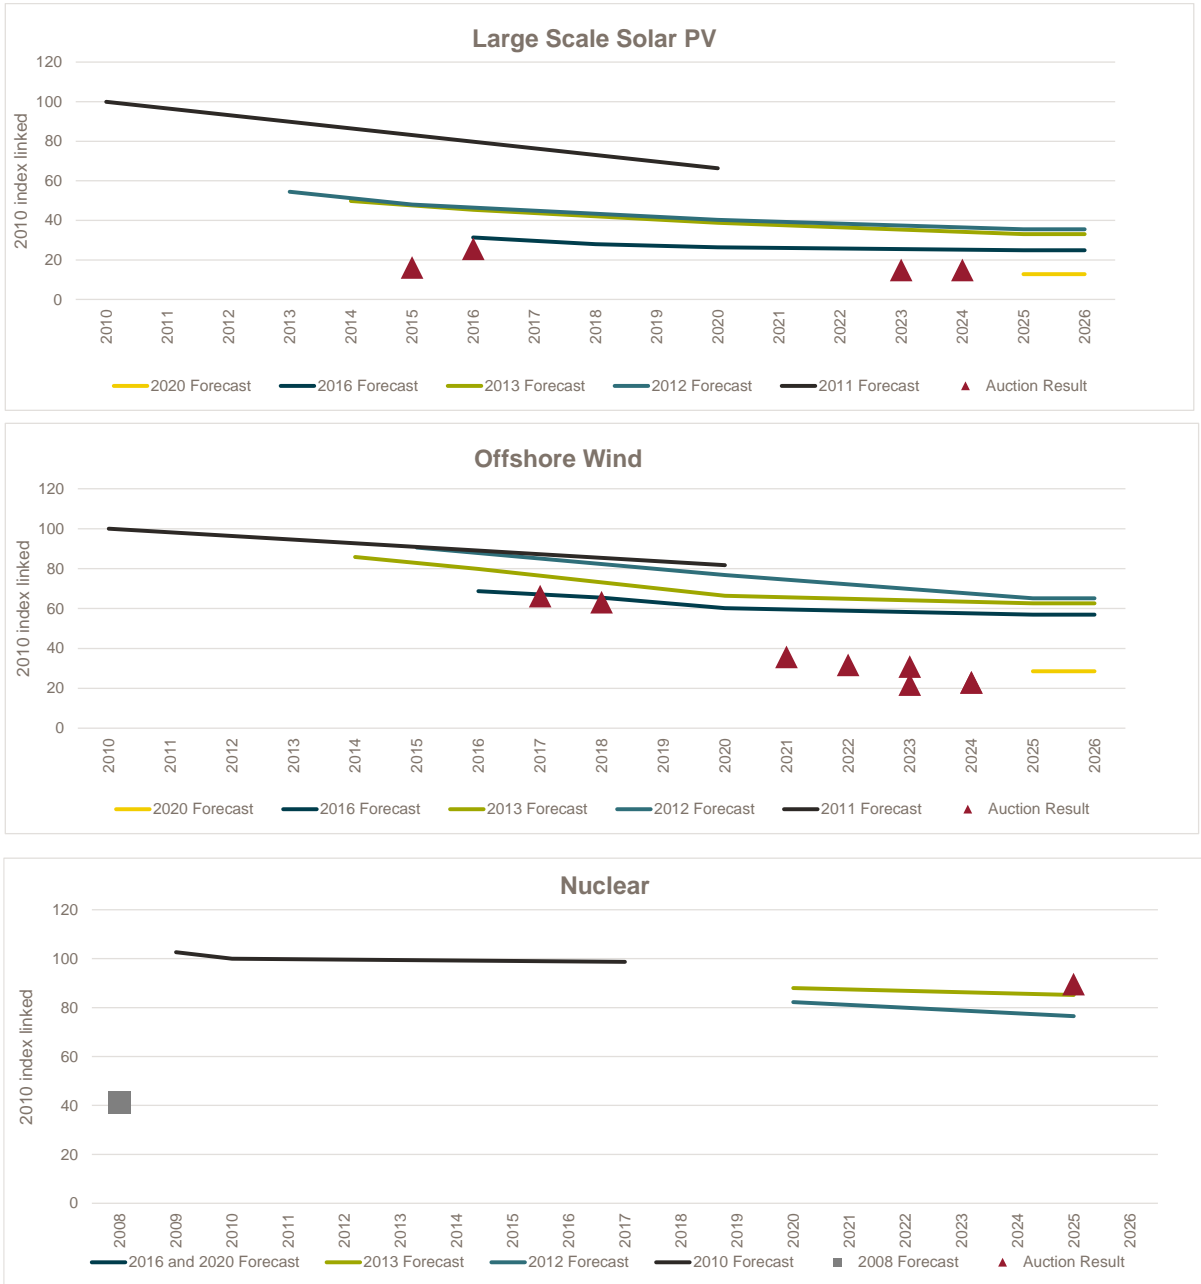 Large Scale Solar PV
2010 index linked
120
100
80
60
40
20
0
2010 2011 2012 2013 2014 2015 2016 2017 2018 2019 2020 2021 2022 2023 2024 2025 2026
2020 Forecast 2016 Forecast 2013 Forecast 2012 Forecast 2011 Forecast Auction Result
Offshore Wind
2010 index linked
120
100
80
60
40
20
0
2010 2011 2012 2013 2014 2015 2016 2017 2018 2019 2020 2021 2022 2023 2024 2025 2026
2020 Forecast 2016 Forecast 2013 Forecast 2012 Forecast 2011 Forecast Auction Result
Nuclear
2010 index linked
120
100
80
60
40
20
0
2008 2009 2010 2011 2012 2013 2014 2015 2016 2017 2018 2019 2020 2021 2022 2023 2024 2025 2026
2016 and 2020 Forecast 2013 Forecast 2012 Forecast 2010 Forecast 2008 Forecast Auction Result